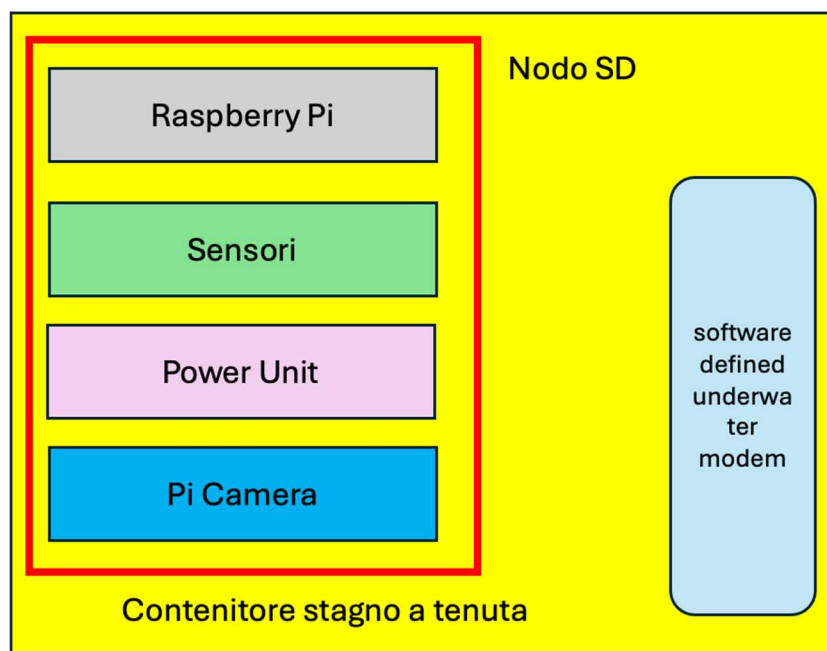 Nodo SD
Raspberry Pi
Sensori
Power Unit
Pi Camera
Contenitore stagno a tenuta
software
defined
underwa
ter
modem